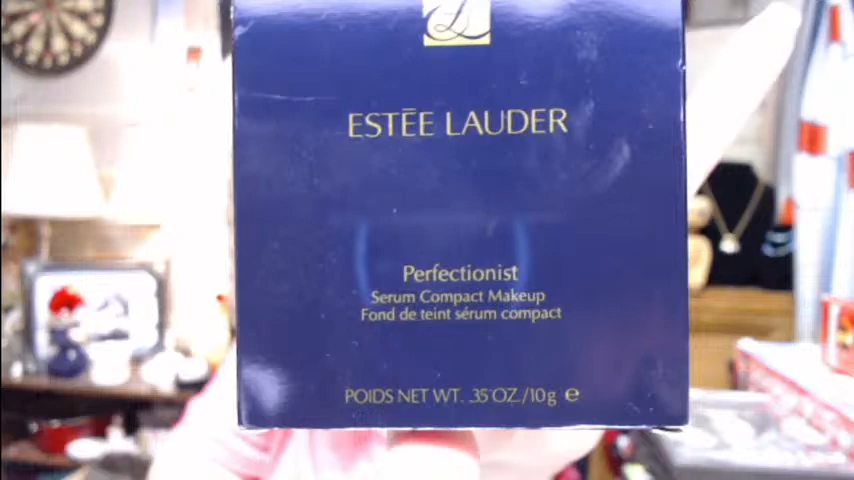 ESTĒE LAUDER
Perfectionist
Serum Compact Makeup
Fond de teint sérum compact
POIDS NET WT. .35 OZ./10g e